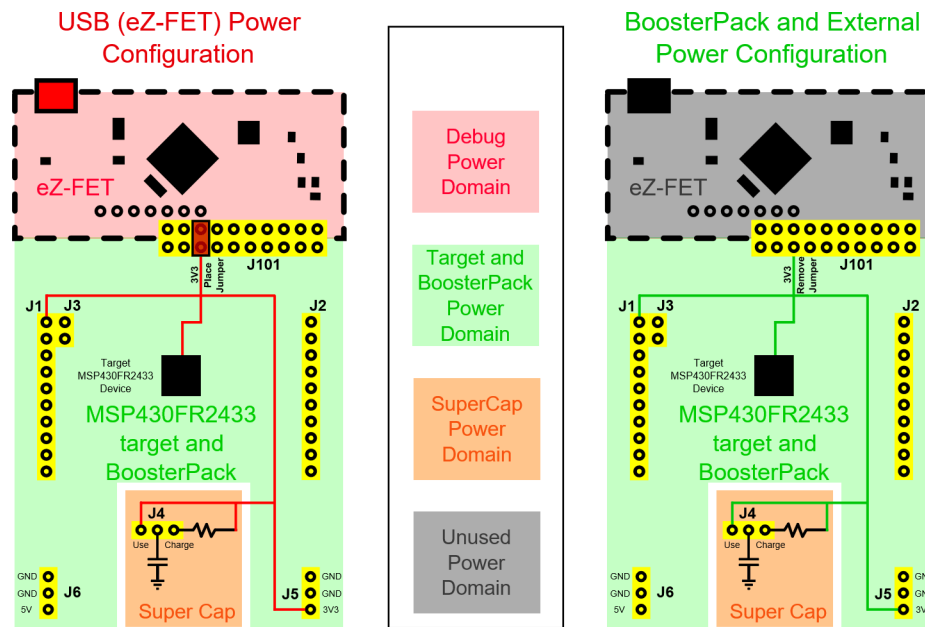 USB (eZ-FET) Power
Configuration
eZ-FET
J101
3V3
Place
Jumper
J1
J3
J2
Target
MSP430FR2433
Device
MSP430FR2433
target and
BoosterPack
J4
Use
Charge
GND
GND
5V
J6
Super Cap
J5
GND
GND
3V3
Debug
Power
Domain
Target and
BoosterPack
Power
Domain
SuperCap
Power
Domain
Unused
Power
Domain
BoosterPack and External
Power Configuration
eZ-FET
J101
3V3
Remove
Jumper
J1
J3
J2
Target
MSP430FR2433
Device
MSP430FR2433
target and
BoosterPack
J4
Use
Charge
GND
GND
5V
J6
Super Cap
J5
3V3